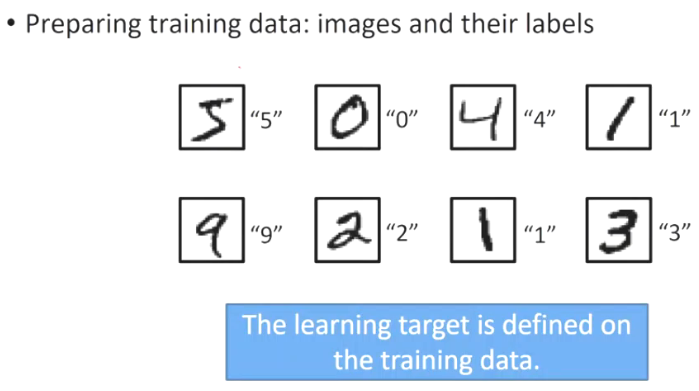 • Preparing training data: images and their labels
5 “5” 0 “0” 4 “4” 1 “1”
9 “9” 2 “2” 1 “1” 3 “3”
The learning target is defined on
the training data.